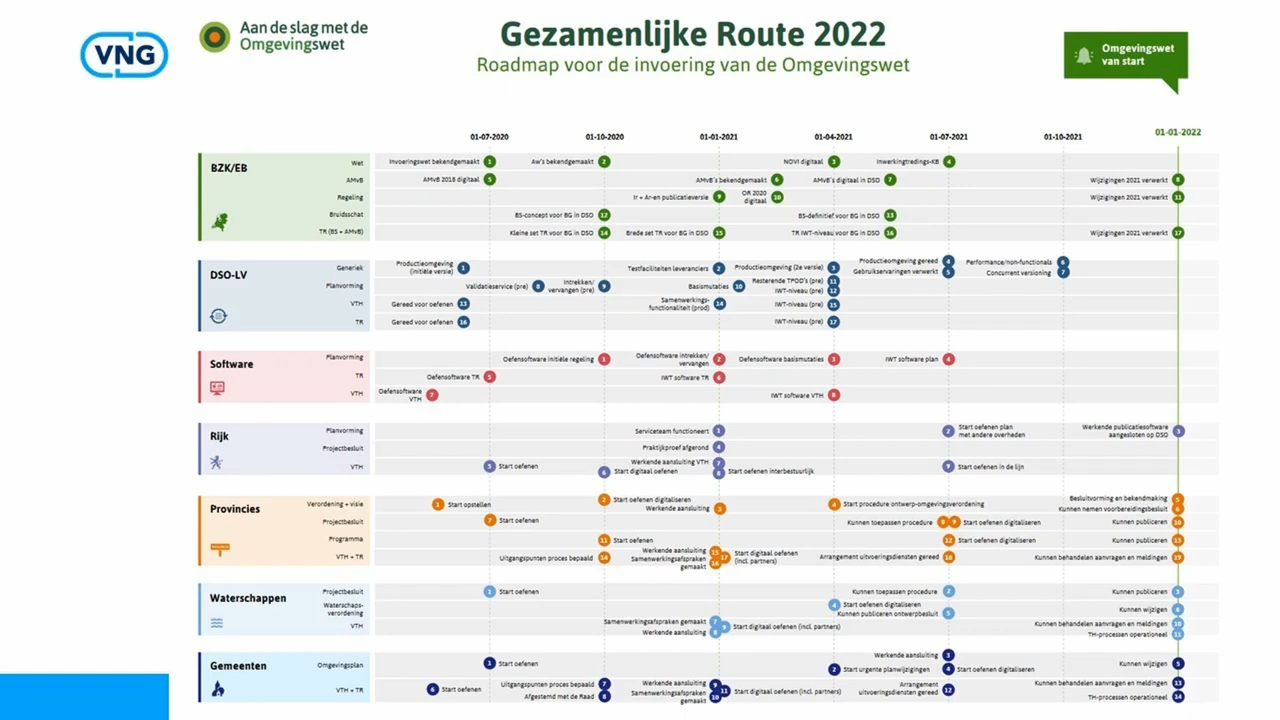 VNG
Aan de slag met de
Omgevingswet
Gezamenlijke Route 2022
Roadmap voor de invoering van de Omgevingswet
Omgevingswet
van start
01-07-2020 01-10-2020 01-01-2021 01-04-2021 01-07-2021 01-10-2021 01-01-2022
BZK/EB
Wet Invoeringswet bekendgemaakt 1 Aw's bekendgemaakt 2 NOVI digitaal 3 Inwerkingtredings-KB 4
AMvB AMvB 2018 digitaal 5 AMvB's bekendgemaakt 6 AMvB's digitaal in DSO 7 Wijzigingen 2021 verwerkt 8
Regeling Ir + Ar-en publicatieversie 9 OR 2020 digitaal 10 Wijzigingen 2021 verwerkt 11
Bruidsschat BS-concept voor BG in DSO 12 BS-definitief voor BG in DSO 13
TR (BS + AMvB) Kleine set TR voor BG in DSO 14 Brede set TR voor BG in DSO 15 TR IWT-niveau voor BG in DSO 16 Wijzigingen 2021 verwerkt 17
DSO-LV
Generiek Productieomgeving (initiële versie) 1 Testfaciliteiten leveranciers 2 Productieomgeving (2e versie) 3 Productieomgeving gereed 4 Gebruikservaringen verwerkt 5 Performance/non-functionals 6 Concurrent versioning 7
Planvorming Validatieservice (pre) 8 Intrekken/ vervangen (pre) 9 Basismutaties 10 Resterende TPOD's (pre) 11 IWT-niveau (pre) 12
VTH Gereed voor oefenen 13 Samenwerkings-functionaliteit (prod) 14 IWT-niveau (pre) 15
TR Gereed voor oefenen 16 IWT-niveau (pre) 17
Software
Planvorming Oefensoftware initiële regeling 1 Oefensoftware intrekken/ vervangen 2 Oefensoftware basismutaties 3 IWT software plan 4
TR Oefensoftware TR 5 IWT software TR 6
VTH Oefensoftware VTH 7 IWT software VTH 8
Rijk
Planvorming Serviceteam functioneert 1 2 Start oefenen plan met andere overheden Werkende publicatiesoftware aangesloten op DSO 3
Projectbesluit Praktijkproef afgerond 4
VTH 5 Start oefenen 6 Start digitaal oefenen Werkende aansluiting VTH 7 8 Start oefenen interbestuurlijk 9 Start oefenen in de lijn
Provincies
Verordening + visie 1 Start opstellen 2 Start oefenen digitaliseren Werkende aansluiting 3 4 Start procedure ontwerp-omgevingsverordening Besluitvorming en bekendmaking 5 Kunnen nemen voorbereidingsbesluit 6
Projectbesluit 7 Start oefenen Kunnen toepassen procedure 8 9 Start oefenen digitaliseren Kunnen publiceren 10
Programma 11 Start oefenen 12 Start oefenen digitaliseren Kunnen publiceren 13
VTH + TR Uitgangspunten proces bepaald 14 Werkende aansluiting 15 Samenwerkingsafspraken gemaakt 16 17 Start digitaal oefenen (incl. partners) Arrangement uitvoeringsdiensten gereed 18 Kunnen behandelen aanvragen en meldingen 19
Waterschappen
Projectbesluit 1 Start oefenen Kunnen toepassen procedure 2 Kunnen publiceren 3
Waterschaps-verordening 4 Start oefenen digitaliseren Kunnen publiceren ontwerpbesluit 5 Kunnen wijzigen 6
VTH Samenwerkingsafspraken gemaakt 7 Werkende aansluiting 8 9 Start digitaal oefenen (incl. partners) Kunnen behandelen aanvragen en meldingen 10 TH-processen operationeel 11
Gemeenten
Omgevingsplan 1 Start oefenen 2 Start urgente planwijzigingen Werkende aansluiting 3 4 Start oefenen digitaliseren Kunnen wijzigen 5
VTH + TR 6 Start oefenen Uitgangspunten proces bepaald 7 Afgestemd met de Raad 8 Werkende aansluiting 9 Samenwerkingsafspraken gemaakt 10 11 Start digitaal oefenen (incl. partners) Arrangement uitvoeringsdiensten gereed 12 Kunnen behandelen aanvragen en meldingen 13 TH-processen operationeel 14